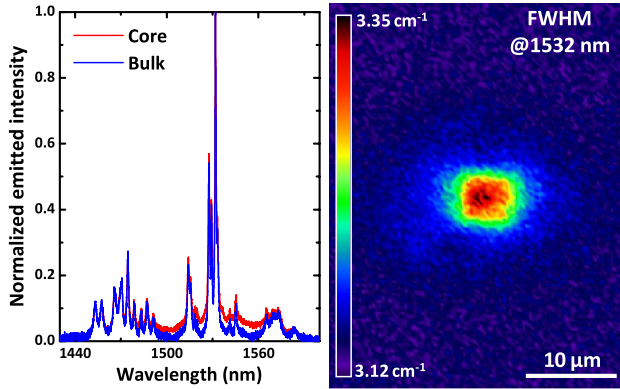 Normalized emitted intensity
1.0
0.8
0.6
0.4
0.2
0.0
Core
Bulk
1440
1500
1560
Wavelength (nm)
3.35 cm⁻¹
FWHM
@1532 nm
3.12 cm⁻¹
10 µm